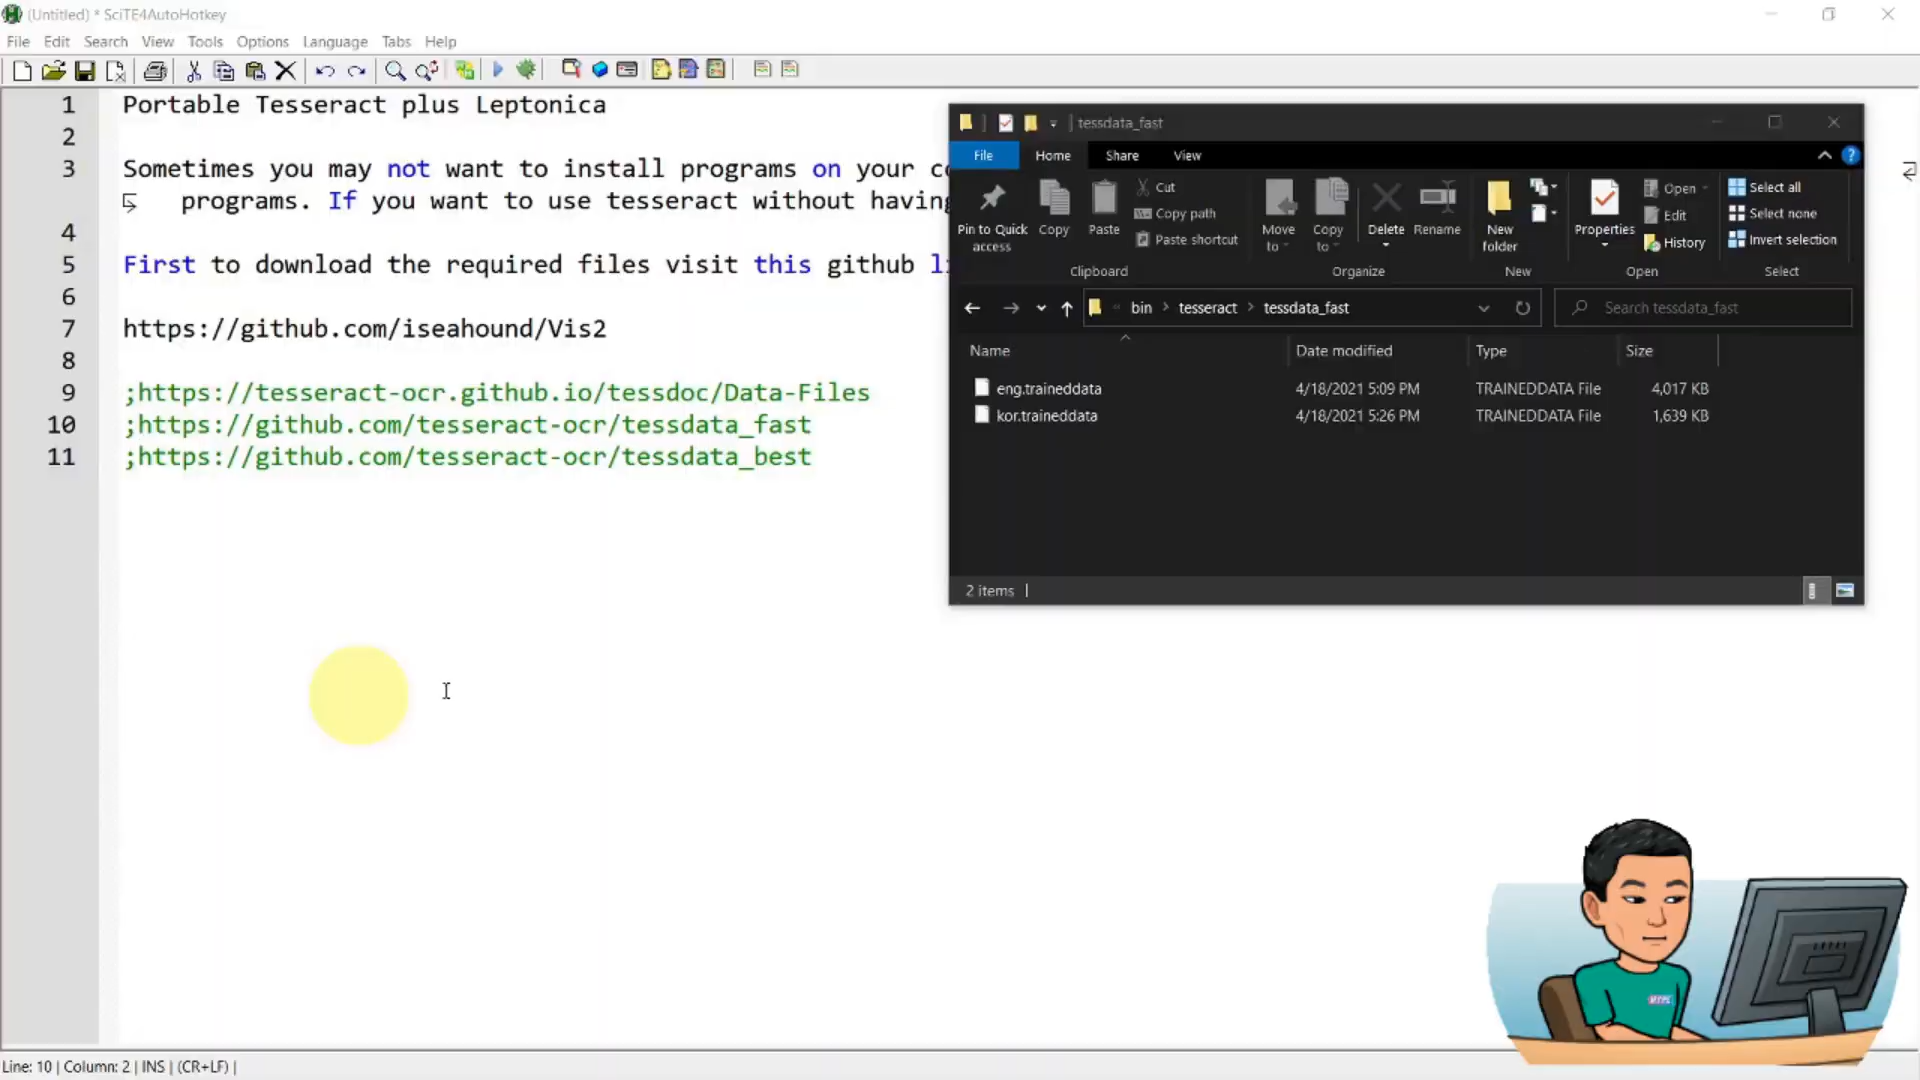 (Untitled) * SciTE4AutoHotkey
File Edit Search View Tools Options Language Tabs Help
1 Portable Tesseract plus Leptonica
2
3 Sometimes you may not want to install programs on your co
programs. If you want to use tesseract without having
4
5 First to download the required files visit this github li
6
7 https://github.com/iseahound/Vis2
8
9 ;https://tesseract-ocr.github.io/tessdoc/Data-Files
10 ;https://github.com/tesseract-ocr/tessdata_fast
11 ;https://github.com/tesseract-ocr/tessdata_best
tessdata_fast
File Home Share View
Pin to Quick access
Copy
Paste
Cut
Copy path
Paste shortcut
Clipboard
Move to
Copy to
Delete
Rename
Organize
New folder
New
Properties
Open
Edit
History
Open
Select all
Select none
Invert selection
Select
bin > tesseract > tessdata_fast
Search tessdata_fast
Name Date modified Type Size
eng.traineddata 4/18/2021 5:09 PM TRAINEDDATA File 4,017 KB
kor.traineddata 4/18/2021 5:26 PM TRAINEDDATA File 1,639 KB
2 items
Line: 10 | Column: 2 | INS | (CR+LF) |